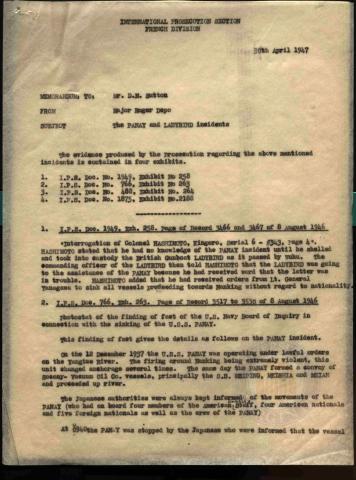 INTERNATIONAL PROSECUTION SECTION
FRENCH DIVISION
30th April 1947
MEMORANDUM TO: Mr. D.N. Sutton
FROM Major Roger Depo
SUBJECT The PANAY and LADYBIRD incidents
The evidence produced by the Prosecution regarding the above mentioned
incidents is contained in four exhibits.
1. I.P.S. Doc. No. 1949, Exhibit No 258
2. I.P.S. Doc. No. 766, Exhibit No 263
3. I.P.S. Doc. No. 488, Exhibit No. 264
4. I.P.S. Doc. No. 1873, Exhibit No. 2188
1. I.P.S. Doc. 1949, Exh. 258, Page of Record 3466 and 3467 of 8 August 1946
"Interrogation of Colonel HASHIMOTO, Kingoro, Serial 6 - Page 4".
HASHIMOTO stated that he had no knowledge of the PANAY incident until he shelled
and took into custody the British Gunboat LADYBIRD as it passed by Wuhu. The
commanding officer of the LADYBIRD then told HASHIMOTO that the LADYBIRD was going
to the assistance of the PANAY because he had received word that the latter was
in trouble. HASHIMOTO added that he had received orders from Lt. General
Yanagawa to sink all vessels proceeding towards Nanking without regard to nationality
2. I.P.S. Doc. 766, Exh. 263. Page of Record 3517 to 3535 of 8 August 1946
Photostat of the finding of fact of the U.S. Navy Board of Inquiry in
connection with the sinking of the U.S.S. PANAY.
This finding of fact gives the details as follows on the PANAY incident.
On the 12 December 1937 the U.S.S. PANAY was operating under lawful orders
on the Yangtse River. The firing around Nanking being extremely violent, this
unit changed anchorage several times. The same day the PANAY formed a convoy of
Socony-Vacuum Oil Co. vessels, principally the S.S. MEIPING, MEISHIA and MEIAN
and proceeded up river.
The Japanese authorities were always kept informed of the movements of the
PANAY (who had on board four members of the American four American nationals
and five foreign nationals as well as the crew of the PANAY)
At 0940 the PANAY was stopped by the Japanese who were informed that the vessel